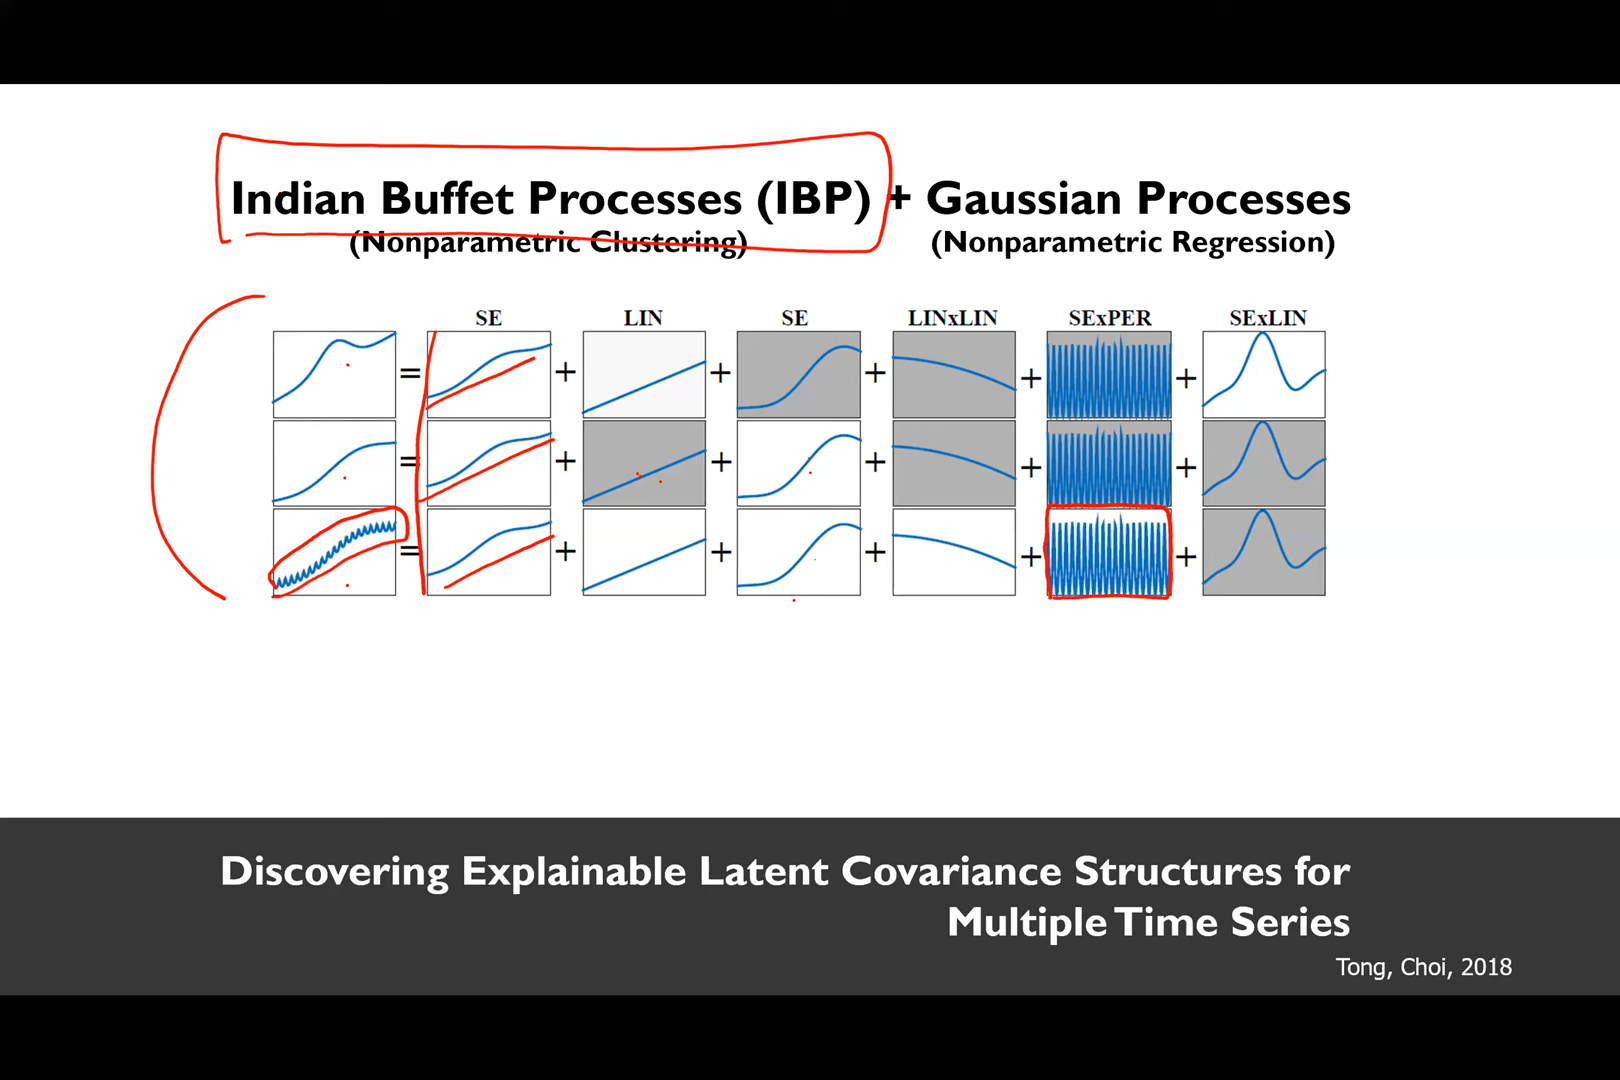 Indian Buffet Processes (IBP) + Gaussian Processes
(Nonparametric Clustering) (Nonparametric Regression)
SE LIN SE LINxLIN SExPER SExLIN
= + + + + +
= + + + + +
= + + + + +
Discovering Explainable Latent Covariance Structures for
Multiple Time Series
Tong, Choi, 2018